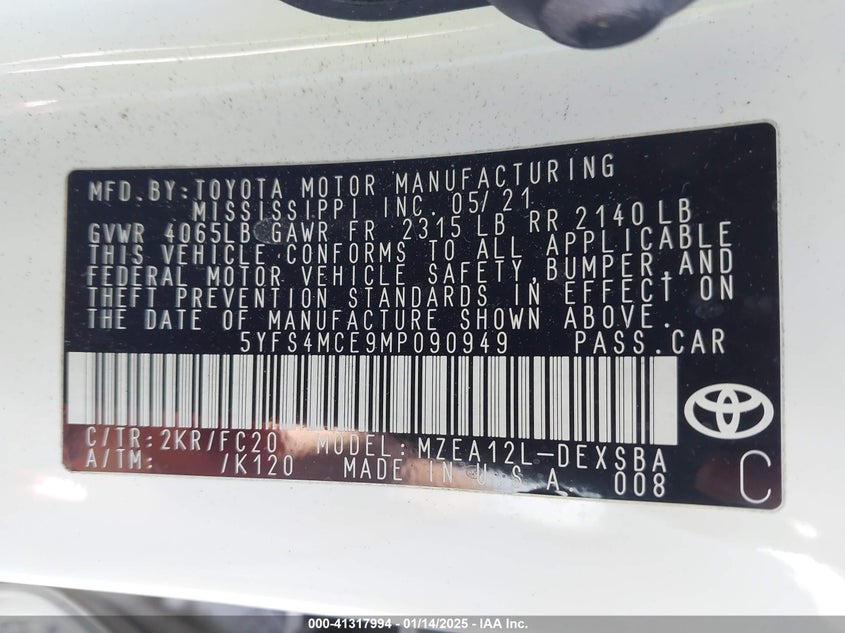 MFD. BY: TOYOTA MOTOR MANUFACTURING
MISSISSIPPI INC. 05/21
GVWR 4065LB GAWR FR 2315 LB RR 2140 LB
THIS VEHICLE CONFORMS TO ALL APPLICABLE
FEDERAL MOTOR VEHICLE SAFETY, BUMPER, AND
THEFT PREVENTION STANDARDS IN EFFECT ON
THE DATE OF MANUFACTURE SHOWN ABOVE.
5YFS4MCE9MP090949 PASS. CAR
C/TR: 2KR/FC20 MODEL: MZEA12L-DEXSBA
A/TM: /K120 MADE IN U.S.A. 008 C
000-41317994 — 01/14/2025 — IAA Inc.